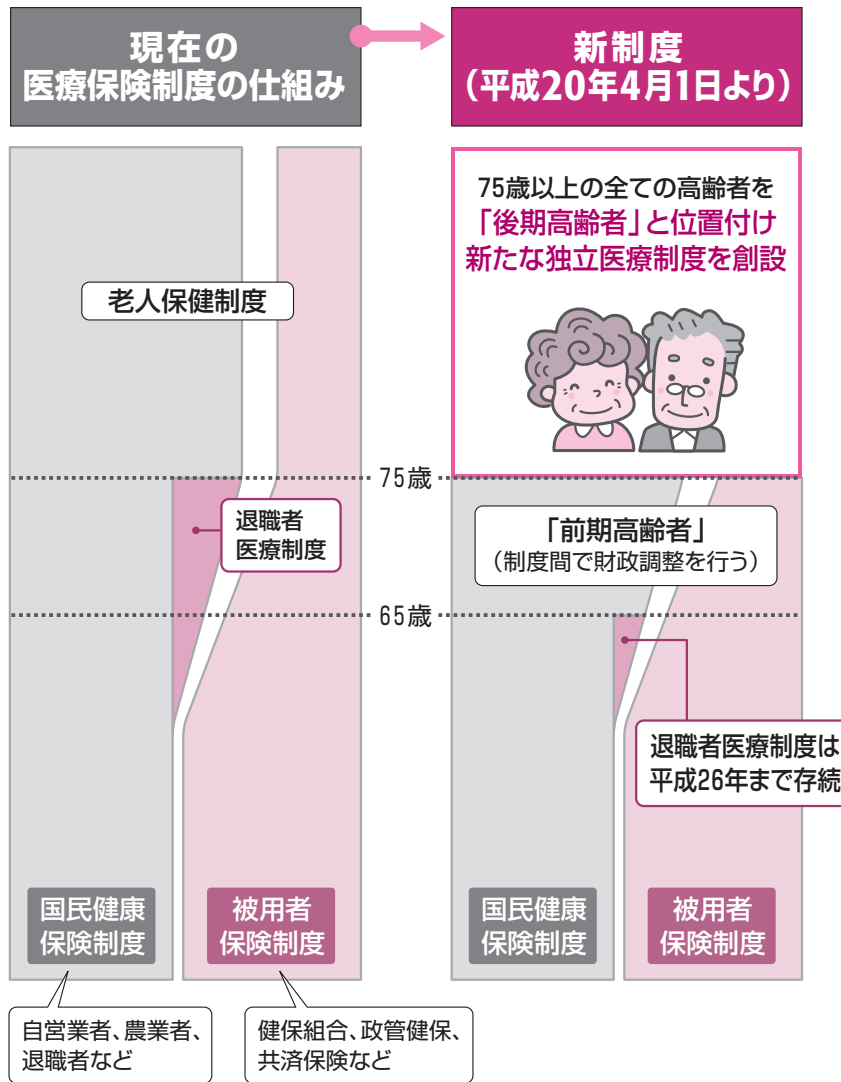 現在の
医療保険制度の仕組み
新制度
（平成20年4月1日より）
75歳以上の全ての高齢者を
「後期高齢者」と位置付け
新たな独立医療制度を創設
老人保健制度
75歳
退職者
医療制度
「前期高齢者」
（制度間で財政調整を行う）
65歳
退職者医療制度は
平成26年まで存続
国民健康
保険制度
被用者
保険制度
国民健康
保険制度
被用者
保険制度
自営業者、農業者、
退職者など
健保組合、政管健保、
共済保険など